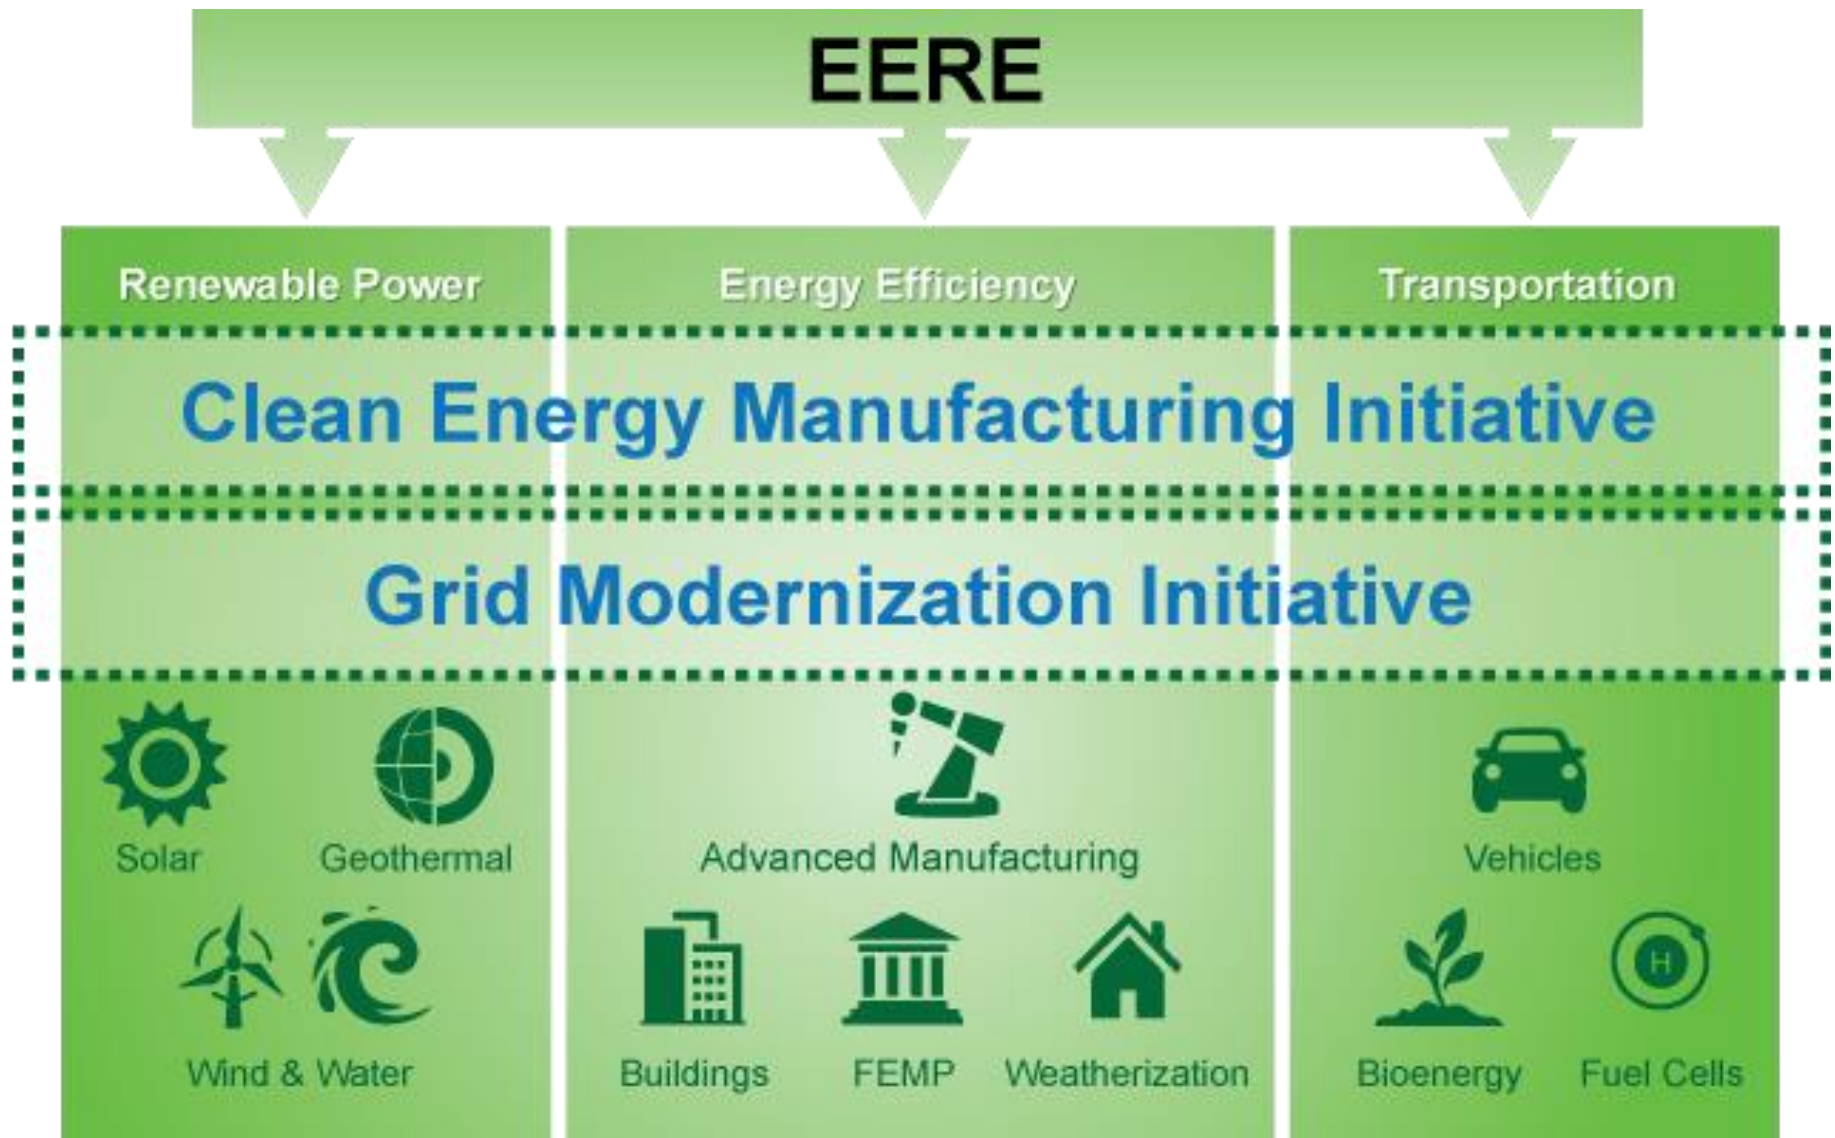 EERE
Renewable Power
Energy Efficiency
Transportation
Clean Energy Manufacturing Initiative
Grid Modernization Initiative
Solar
Geothermal
Advanced Manufacturing
Vehicles
H
Wind & Water
Buildings
FEMP
Weatherization
Bioenergy
Fuel Cells